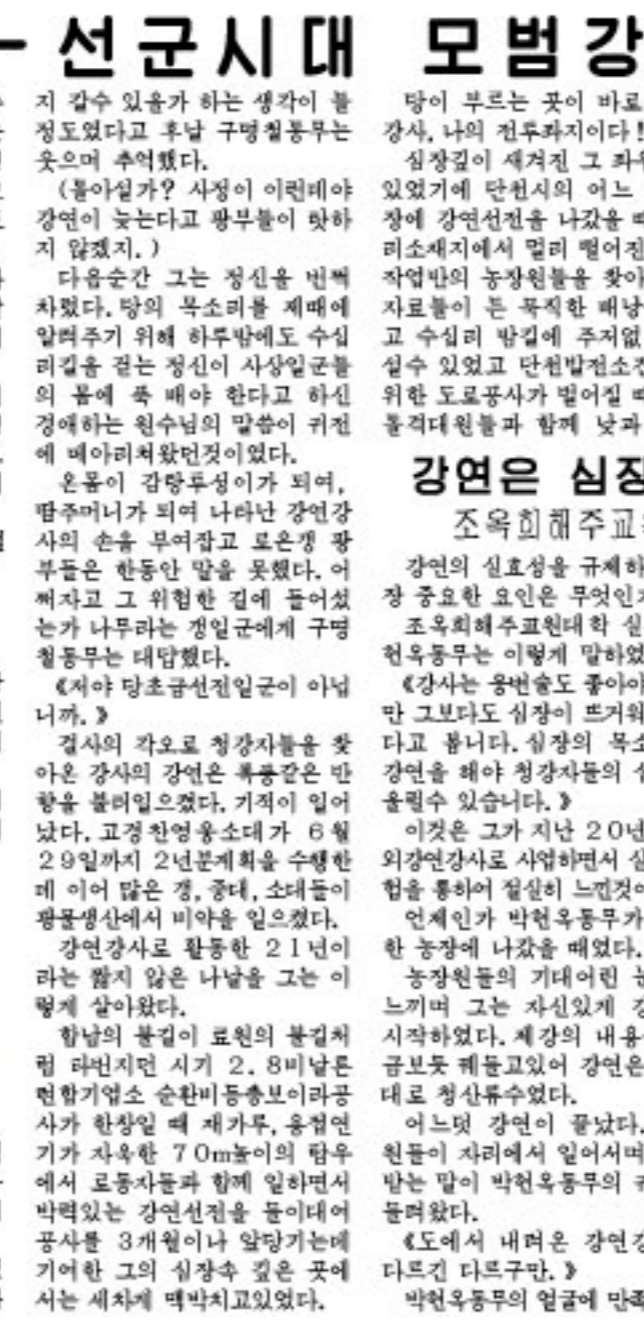 선군시대 모범강
지 갈수 있을가 하는 생각이 들
정도였다고 후날 구명철동무는
웃으며 추억했다.
(돌아설가? 사정이 이런데야
강연이 늦는다고 광부들이 탓하
지 않겠지.)
다음순간 그는 정신을 번쩍
차렸다. 당의 목소리를 제때에
알려주기 위해 하루밤에도 수십
리길을 걷는 정신이 사상일군들
의 몸에 푹 배야 한다고 하신
경애하는 원수님의 말씀이 귀전
에 메아리쳐왔던것이였다.
온몸이 감탕투성이가 되여,
땀주머니가 되여 나타난 강연강
사의 손을 부여잡고 로은갱 광
부들은 한동안 말을 못했다. 어
쩌자고 그 위험한 길에 들어섰
는가 나무라는 갱일군에게 구명
철동무는 대답했다.
《저야 당초급선전일군이 아닙
니까.》
결사의 각오로 청강자들을 찾
아온 강사의 강연은 폭풍같은 반
향을 불러일으켰다. 기적이 일어
났다. 고경찬영웅소대가 6월
29일까지 2년분계획을 수행한
데 이어 많은 갱, 중대, 소대들이
광물생산에서 비약을 일으켰다.
강연강사로 활동한 21년이
라는 짧지 않은 나날을 그는 이
렇게 살아왔다.
함남의 불길이 료원의 불길처
럼 타번지던 시기 2.8비날론
련합기업소 순환비등층보이라공
사가 한창일 때 재가루, 용접연
기가 자욱한 70m높이의 탑우
에서 로동자들과 함께 일하면서
박력있는 강연선전을 들이대여
공사를 3개월이나 앞당기는데
기여한 그의 심장속 깊은 곳에
서는 세차게 맥박치고있었다.
당이 부르는 곳이 바로
강사, 나의 전투좌지이다!
심장깊이 새겨진 그 좌우
있었기에 단천시의 어느
장에 강연선전을 나갔을 때
리소재지에서 멀리 떨어진
작업반의 농장원들을 찾아
자료들이 든 묵직한 배낭
고 수십리 밤길에 주저없
설수 있었고 단천발전소건
위한 도로공사가 벌어질 때
돌격대원들과 함께 낮과
강연은 심장
조옥희해주교
강연의 실효성을 규제하
장 중요한 요인은 무엇인가
조옥희해주교원대학 실
현옥동무는 이렇게 말하였
《강사는 웅변술도 좋아야
만 그보다도 심장이 뜨거워
다고 봅니다. 심장의 목소
강연을 해야 청강자들의 심
울릴수 있습니다.》
이것은 그가 지난 20년
외강연강사로 사업하면서 실
험을 통하여 절실히 느낀것이
언제인가 박현옥동무가
한 농장에 나갔을 때였다.
농장원들의 기대어린 눈
느끼며 그는 자신있게 강
시작하였다. 제강의 내용
금보듯 꿰들고있어 강연은
대로 청산류수였다.
어느덧 강연이 끝났다.
원들이 자리에서 일어서며
받는 말이 박현옥동무의 귀
들려왔다.
《도에서 내려온 강연강
다르긴 다르구만.》
박현옥동무의 얼굴에 만족